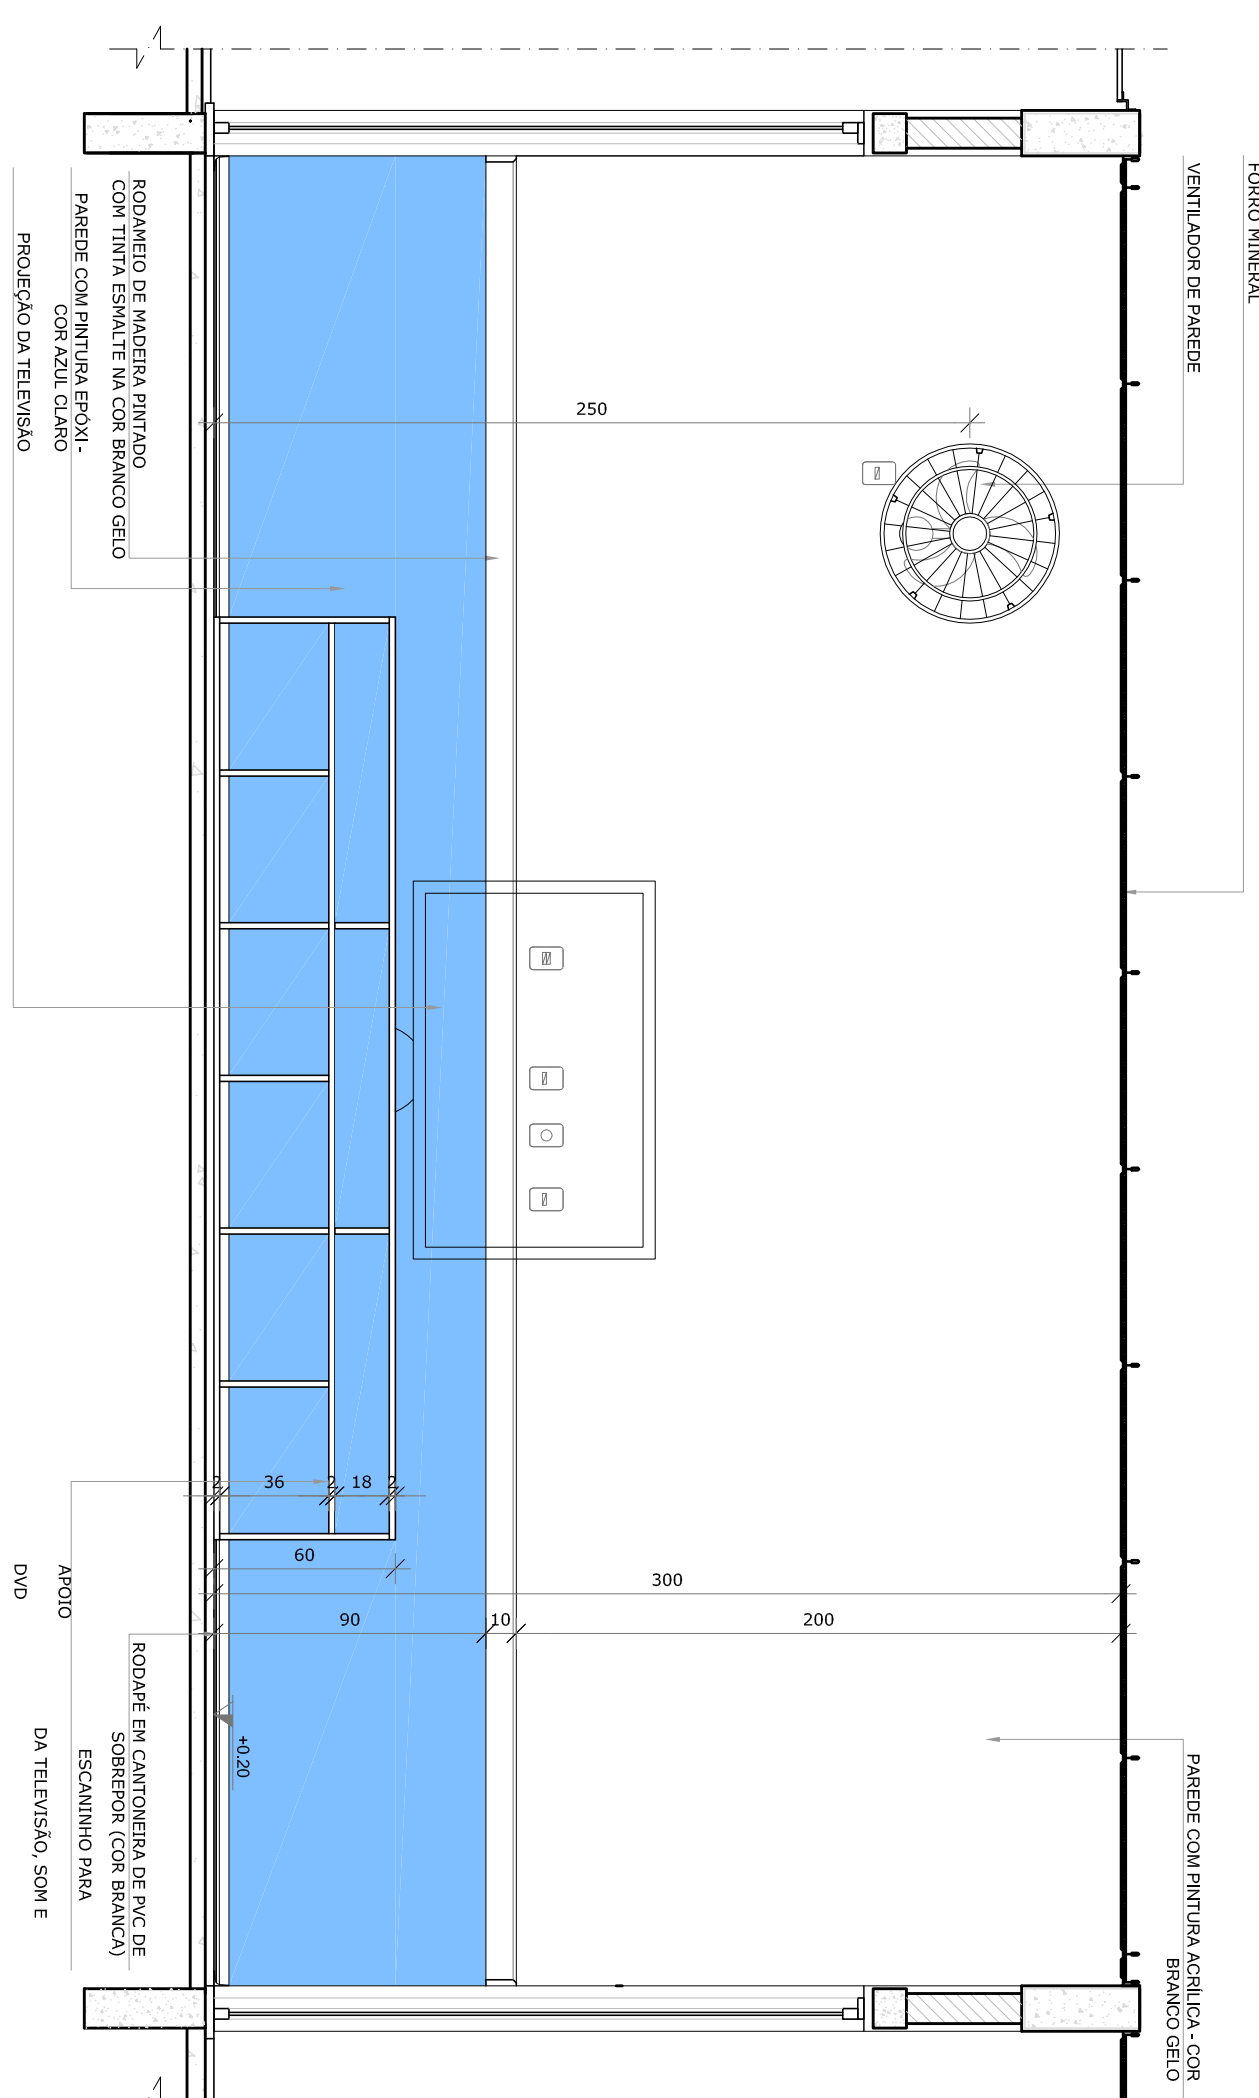 FORRO MINERAL
VENTILADOR DE PAREDE
PAREDE COM PINTURA ACRÍLICA - COR
BRANCO GELO
250
RODAMEIO DE MADEIRA PINTADO
COM TINTA ESMALTE NA COR BRANCO GELO
PAREDE COM PINTURA EPÓXI -
COR AZUL CLARO
PROJEÇÃO DA TELEVISÃO
2
36
2
18
2
60
300
90
10
200
+0.20
RODAPÉ EM CANTONEIRA DE PVC DE
SOBREPOR (COR BRANCA)
ESCANINHO PARA
APOIO
DA TELEVISÃO, SOM E
DVD